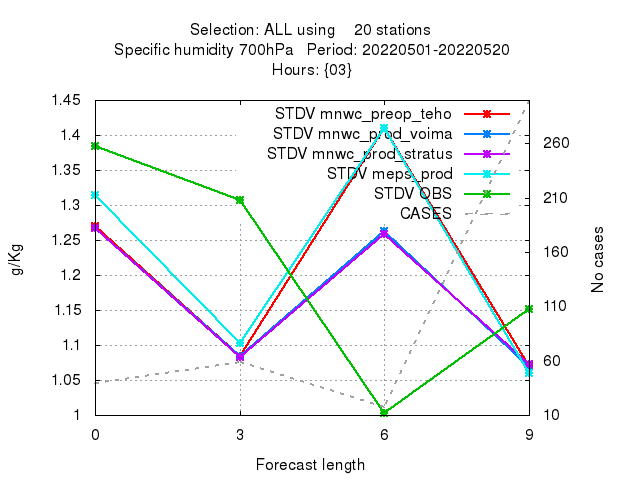 Selection: ALL using    20 stations
Specific humidity 700hPa   Period: 20220501-20220520
Hours: {03}
STDV mnwc_preop_teho
STDV mnwc_prod_voima
STDV mnwc_prod_stratus
STDV meps_prod
STDV OBS
CASES
1.45
1.4
1.35
1.3
1.25
1.2
1.15
1.1
1.05
1
g/Kg
260
210
160
110
60
10
No cases
0 3 6 9
Forecast length